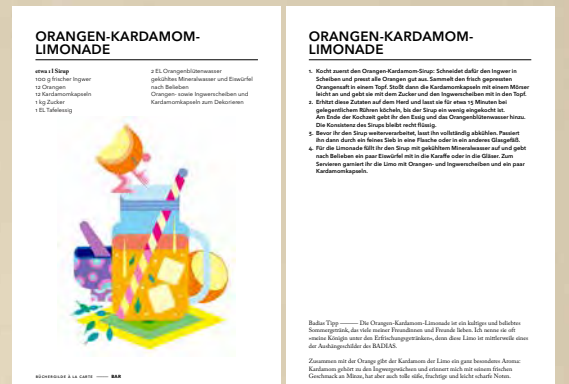 ORANGEN-KARDAMOM-
LIMONADE
etwa 1 l Sirup
100 g frischer Ingwer
12 Orangen
12 Kardamomkapseln
1 kg Zucker
1 EL Tafelessig
2 EL Orangenblütenwasser
gekühltes Mineralwasser und Eiswürfel
nach Belieben
Orangen- sowie Ingwerscheiben und
Kardamomkapseln zum Dekorieren
BÜCHERGILDE À LA CARTE —— BAR
ORANGEN-KARDAMOM-
LIMONADE
1. Kocht zuerst den Orangen-Kardamom-Sirup: Schneidet dafür den Ingwer in
Scheiben und presst alle Orangen gut aus. Sammelt den frisch gepressten
Orangensaft in einem Topf. Stoßt dann die Kardamomkapseln mit einem Mörser
leicht an und gebt sie mit dem Zucker und den Ingwerscheiben mit in den Topf.
2. Erhitzt diese Zutaten auf dem Herd und lasst sie für etwa 15 Minuten bei
gelegentlichem Rühren köcheln, bis der Sirup ein wenig eingekocht ist.
Am Ende der Kochzeit gebt ihr den Essig und das Orangenblütenwasser hinzu.
Die Konsistenz des Sirups bleibt recht flüssig.
3. Bevor ihr den Sirup weiterverarbeitet, lasst ihn vollständig abkühlen. Passiert
ihn dann durch ein feines Sieb in eine Flasche oder in ein anderes Glasgefäß.
4. Für die Limonade füllt ihr den Sirup mit gekühltem Mineralwasser auf und gebt
nach Belieben ein paar Eiswürfel mit in die Karaffe oder in die Gläser. Zum
Servieren garniert ihr die Limo mit Orangen- und Ingwerscheiben und ein paar
Kardamomkapseln.
Badias Tipp —— Die Orangen-Kardamom-Limonade ist ein kultiges und beliebtes
Sommergetränk, das viele meiner Freundinnen und Freunde lieben. Ich nenne sie oft
«meine Königin unter den Erfrischungsgetränken», denn diese Limo ist mittlerweile eines
der Aushängeschilder des BADIAS.
Zusammen mit der Orange gibt der Kardamom der Limo ein ganz besonderes Aroma:
Kardamom gehört zu den Ingwergewächsen und erinnert mich mit seinem frischen
Geschmack an Minze, hat aber auch tolle süße, fruchtige und leicht scharfe Noten.